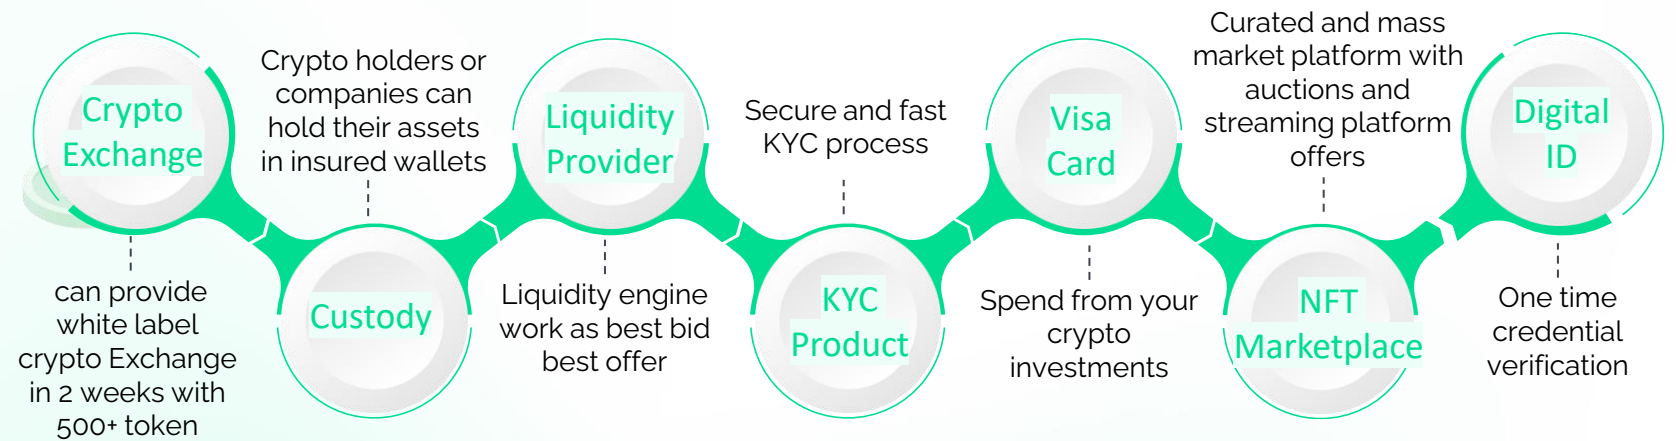 Crypto
Exchange
can provide
white label
crypto Exchange
in 2 weeks with
500+ token
Crypto holders or
companies can
hold their assets
in insured wallets
Custody
Liquidity
Provider
Liquidity engine
work as best bid
best offer
Secure and fast
KYC process
KYC
Product
Visa
Card
Spend from your
crypto
investments
Curated and mass
market platform with
auctions and
streaming platform
offers
NFT
Marketplace
Digital
ID
One time
credential
verification